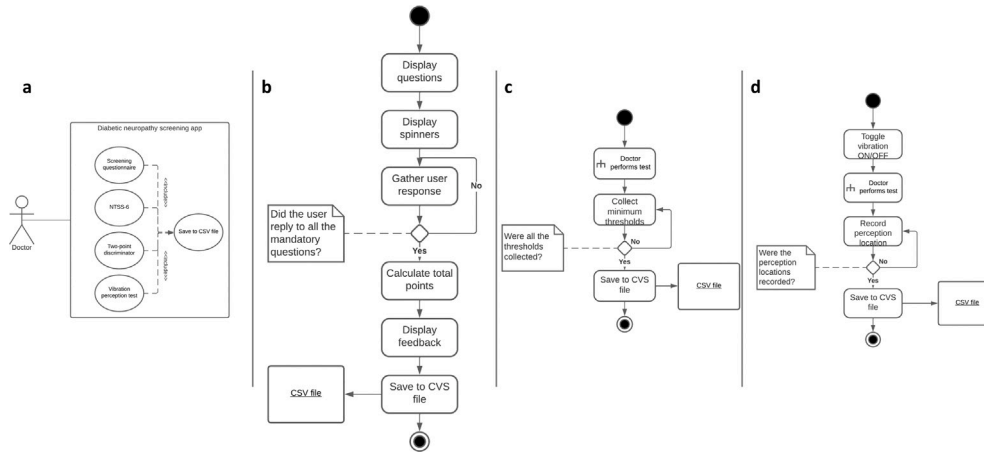 a
Diabetic neuropathy screening app
Screening
questionnaire
NTSS-6
Two-point
discriminator
Vibration
perception test
<<include>>
<<include>>
Save to CSV file
Doctor
b
Display
questions
Display
spinners
Gather user
response
No
Did the user
reply to all the
mandatory
questions?
Yes
Calculate total
points
Display
feedback
Save to CVS
file
CSV file
c
Doctor
performs test
Collect
minimum
thresholds
No
Were all the
thresholds
collected?
Yes
Save to CVS
file
CSV file
d
Toggle
vibration
ON/OFF
Doctor
performs test
Record
perception
location
No
Were the
perception
locations
recorded?
Yes
Save to CVS
file
CSV file